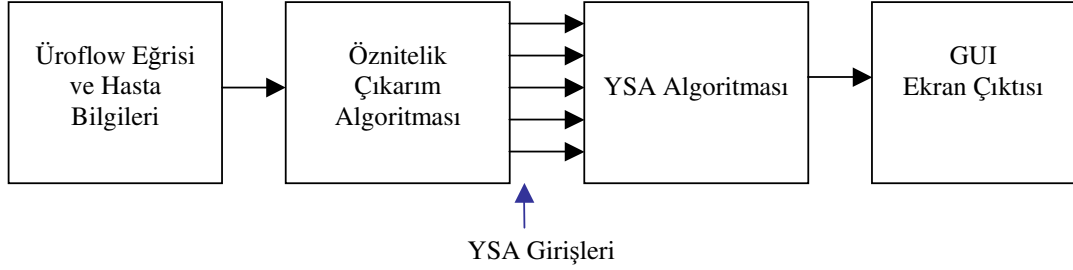 Üroflow Eğrisi
ve Hasta
Bilgileri
Öznitelik
Çıkarım
Algoritması
YSA Algoritması
GUI
Ekran Çıktısı
YSA Girişleri